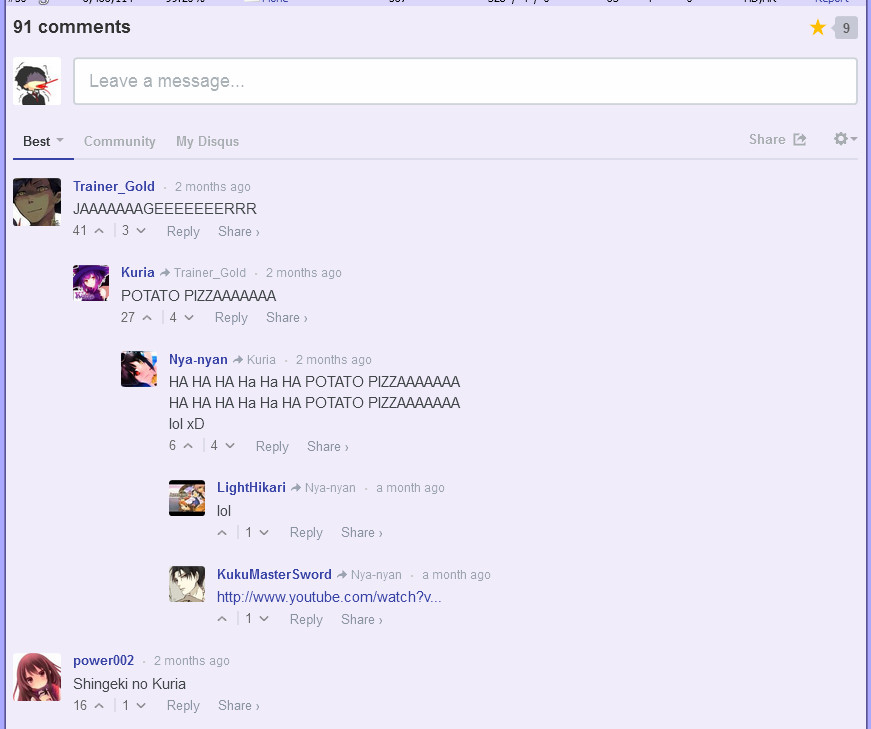 91 comments
9
Leave a message...
Best Community My Disqus Share
Trainer_Gold · 2 months ago
JAAAAAAAGEEEEEEERRR
41 3 Reply Share ›
Kuria Trainer_Gold · 2 months ago
POTATO PIZZAAAAAAA
27 4 Reply Share ›
Nya-nyan Kuria · 2 months ago
HA HA HA Ha Ha HA POTATO PIZZAAAAAAA
HA HA HA Ha Ha HA POTATO PIZZAAAAAAA
lol xD
6 4 Reply Share ›
LightHikari Nya-nyan · a month ago
lol
1 Reply Share ›
KukuMasterSword Nya-nyan · a month ago
http://www.youtube.com/watch?v...
1 Reply Share ›
power002 · 2 months ago
Shingeki no Kuria
16 1 Reply Share ›